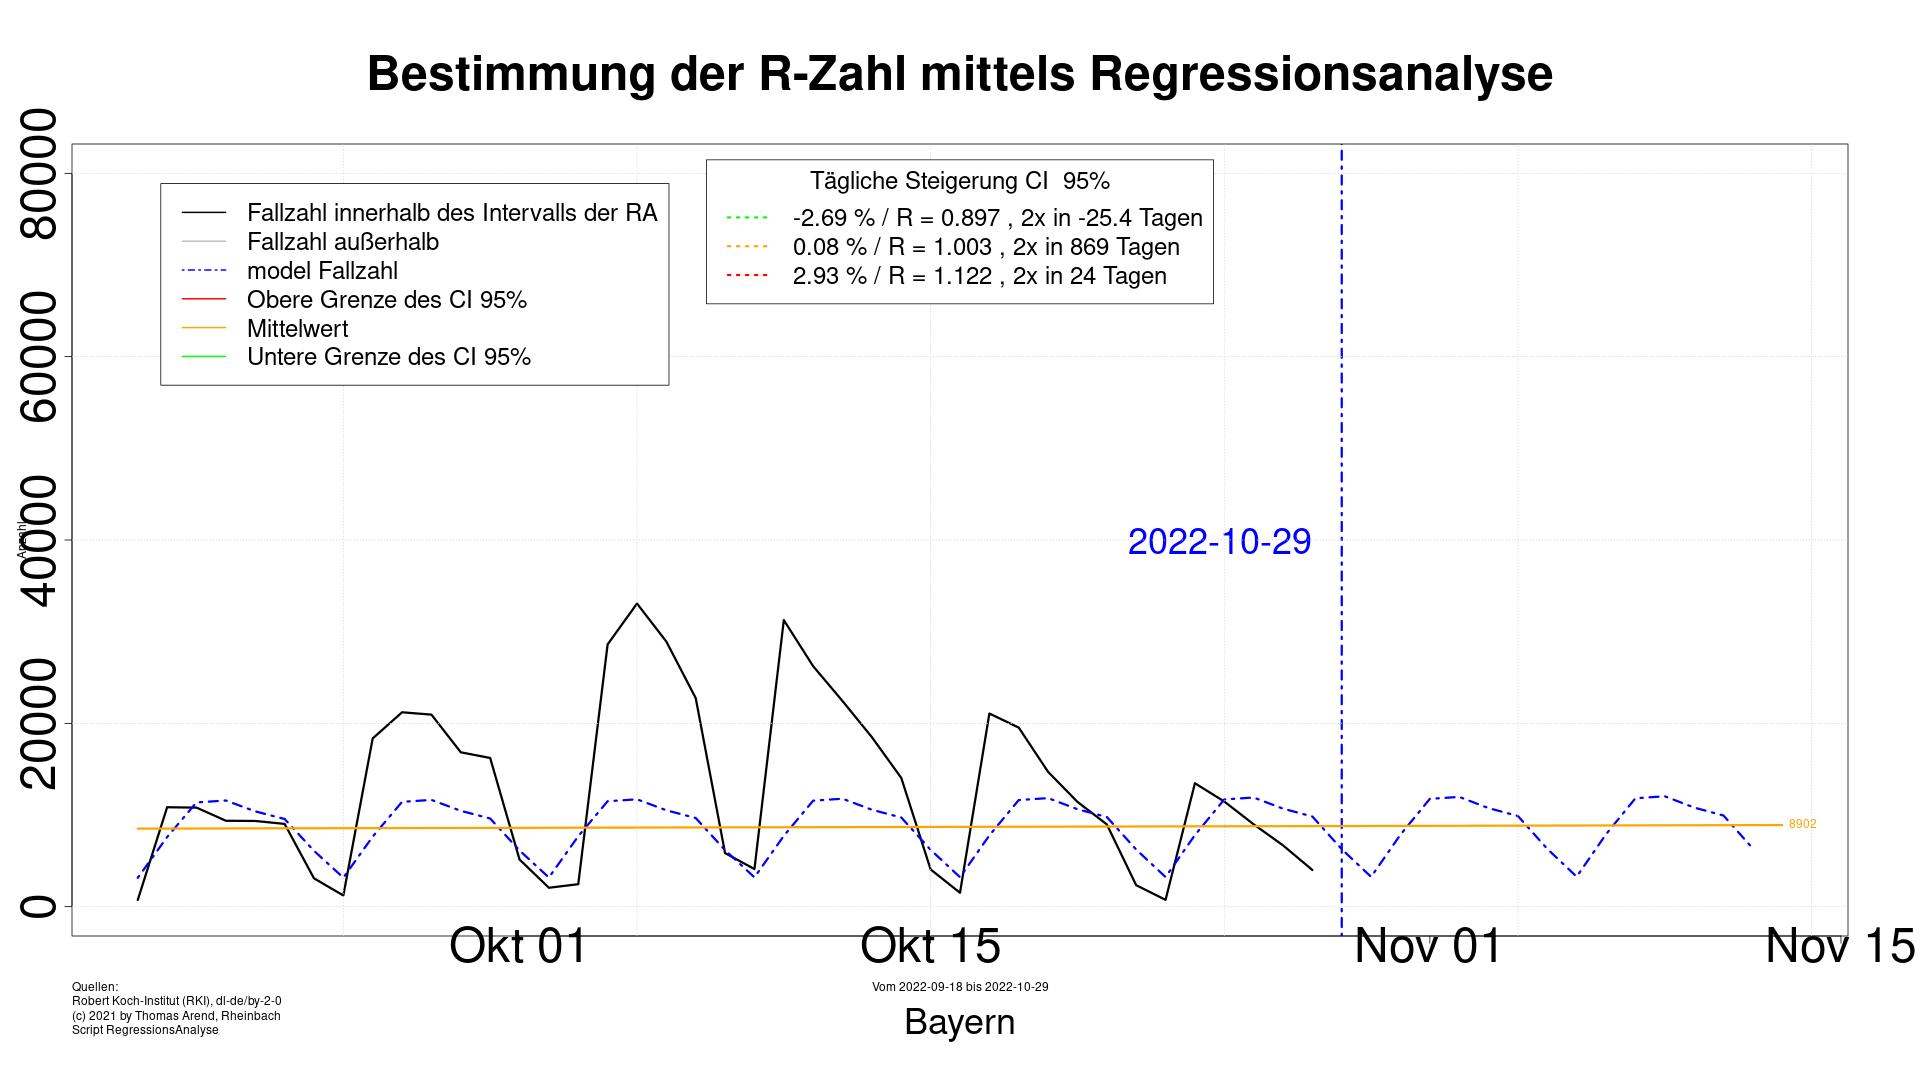 Bestimmung der R-Zahl mittels Regressionsanalyse
80000
60000
40000
20000
0
Anzahl
Fallzahl innerhalb des Intervalls der RA
Fallzahl außerhalb
model Fallzahl
Obere Grenze des CI 95%
Mittelwert
Untere Grenze des CI 95%
Tägliche Steigerung CI  95%
-2.69 % / R = 0.897 , 2x in -25.4 Tagen
0.08 % / R = 1.003 , 2x in 869 Tagen
2.93 % / R = 1.122 , 2x in 24 Tagen
2022-10-29
8902
Okt 01
Okt 15
Nov 01
Nov 15
Quellen:
Robert Koch-Institut (RKI), dl-de/by-2-0
(c) 2021 by Thomas Arend, Rheinbach
Script RegressionsAnalyse
Vom 2022-09-18 bis 2022-10-29
Bayern